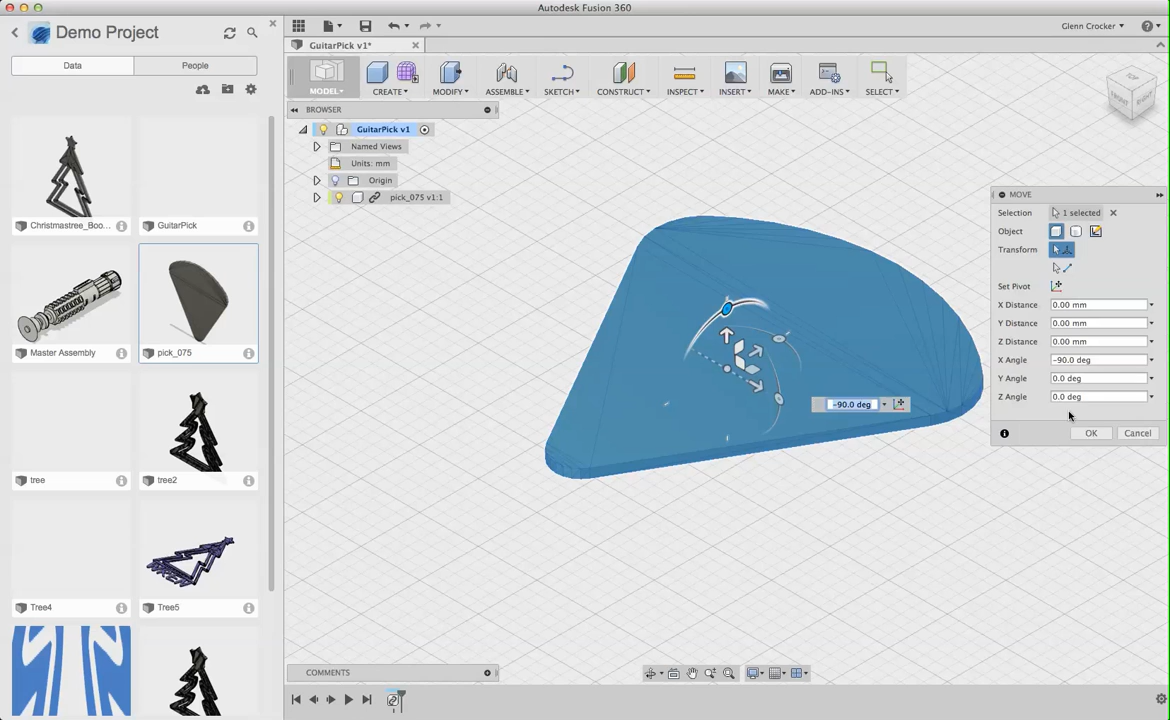 Autodesk Fusion 360
Demo Project
Glenn Crocker
GuitarPick v1*
Data
People
MODEL
CREATE
MODIFY
ASSEMBLE
SKETCH
CONSTRUCT
INSPECT
INSERT
MAKE
ADD-INS
SELECT
TOP
FRONT
RIGHT
BROWSER
GuitarPick v1
Named Views
Units: mm
Origin
pick_075 v1:1
Christmastree_Boo...
GuitarPick
Master Assembly
pick_075
tree
tree2
Tree4
Tree5
MOVE
Selection
1 selected
Object
Transform
Set Pivot
X Distance
0.00 mm
Y Distance
0.00 mm
Z Distance
0.00 mm
X Angle
-90.0 deg
Y Angle
0.0 deg
Z Angle
0.0 deg
OK
Cancel
-90.0 deg
COMMENTS